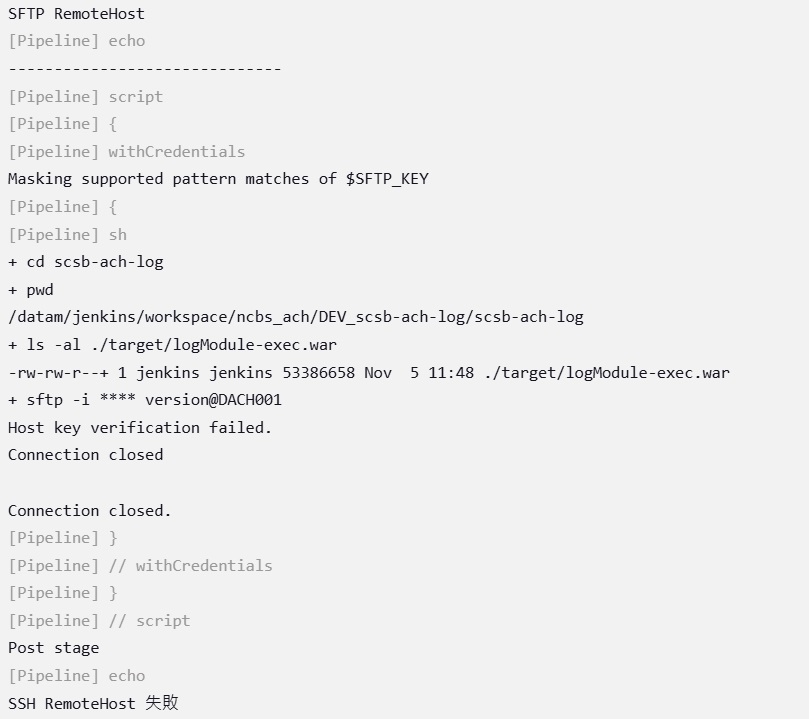 SFTP RemoteHost
[Pipeline] echo
------------------------------
[Pipeline] script
[Pipeline] {
[Pipeline] withCredentials
Masking supported pattern matches of $SFTP_KEY
[Pipeline] {
[Pipeline] sh
+ cd scsb-ach-log
+ pwd
/datam/jenkins/workspace/ncbs_ach/DEV_scsb-ach-log/scsb-ach-log
+ ls -al ./target/logModule-exec.war
-rw-rw-r--+ 1 jenkins jenkins 53386658 Nov  5 11:48 ./target/logModule-exec.war
+ sftp -i **** version@DACH001
Host key verification failed.
Connection closed
Connection closed.
[Pipeline] }
[Pipeline] // withCredentials
[Pipeline] }
[Pipeline] // script
Post stage
[Pipeline] echo
SSH RemoteHost 失敗